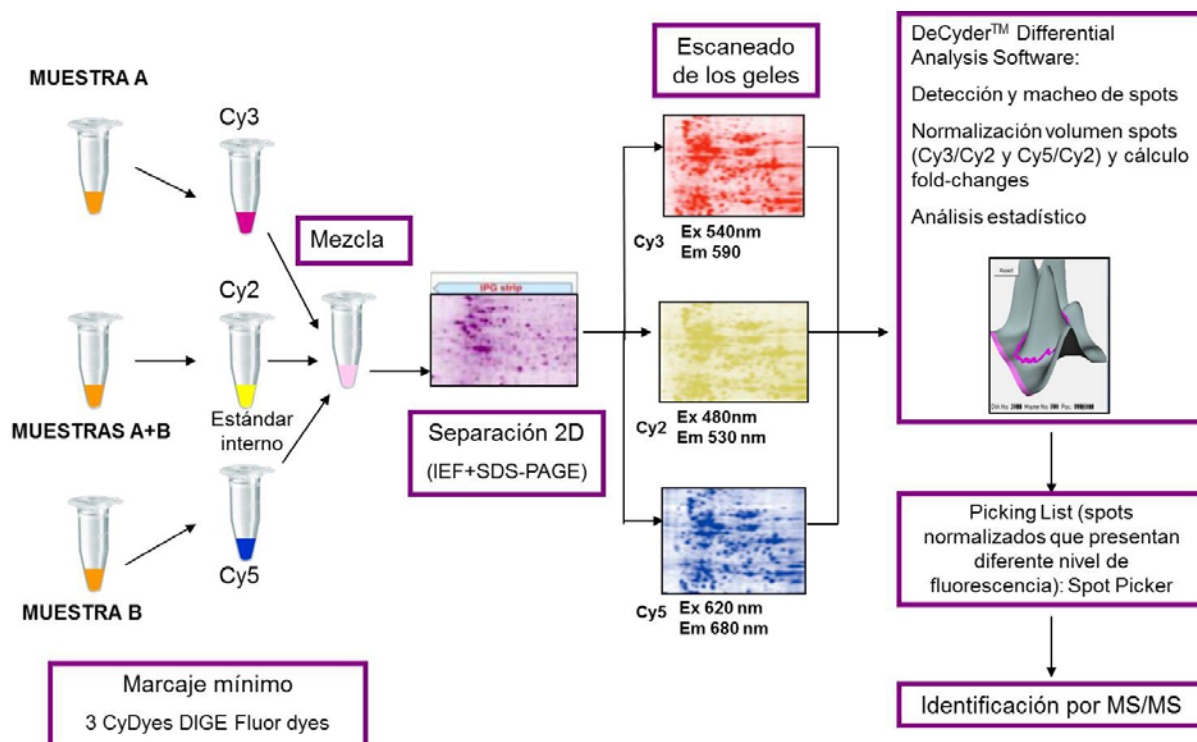 MUESTRA A
Cy3
MUESTRAS A+B
Cy2
Estándar
interno
MUESTRA B
Cy5
Marcaje mínimo
3 CyDyes DIGE Fluor dyes
Mezcla
IPG strip
Separación 2D
(IEF+SDS-PAGE)
Escaneado
de los geles
Cy3 Ex 540nm
Em 590
Cy2 Ex 480nm
Em 530 nm
Cy5 Ex 620 nm
Em 680 nm
DeCyder™ Differential
Analysis Software:
Detección y macheo de spots
Normalización volumen spots
(Cy3/Cy2 y Cy5/Cy2) y cálculo
fold-changes
Análisis estadístico
Reset
Picking List (spots
normalizados que presentan
diferente nivel de
fluorescencia): Spot Picker
Identificación por MS/MS